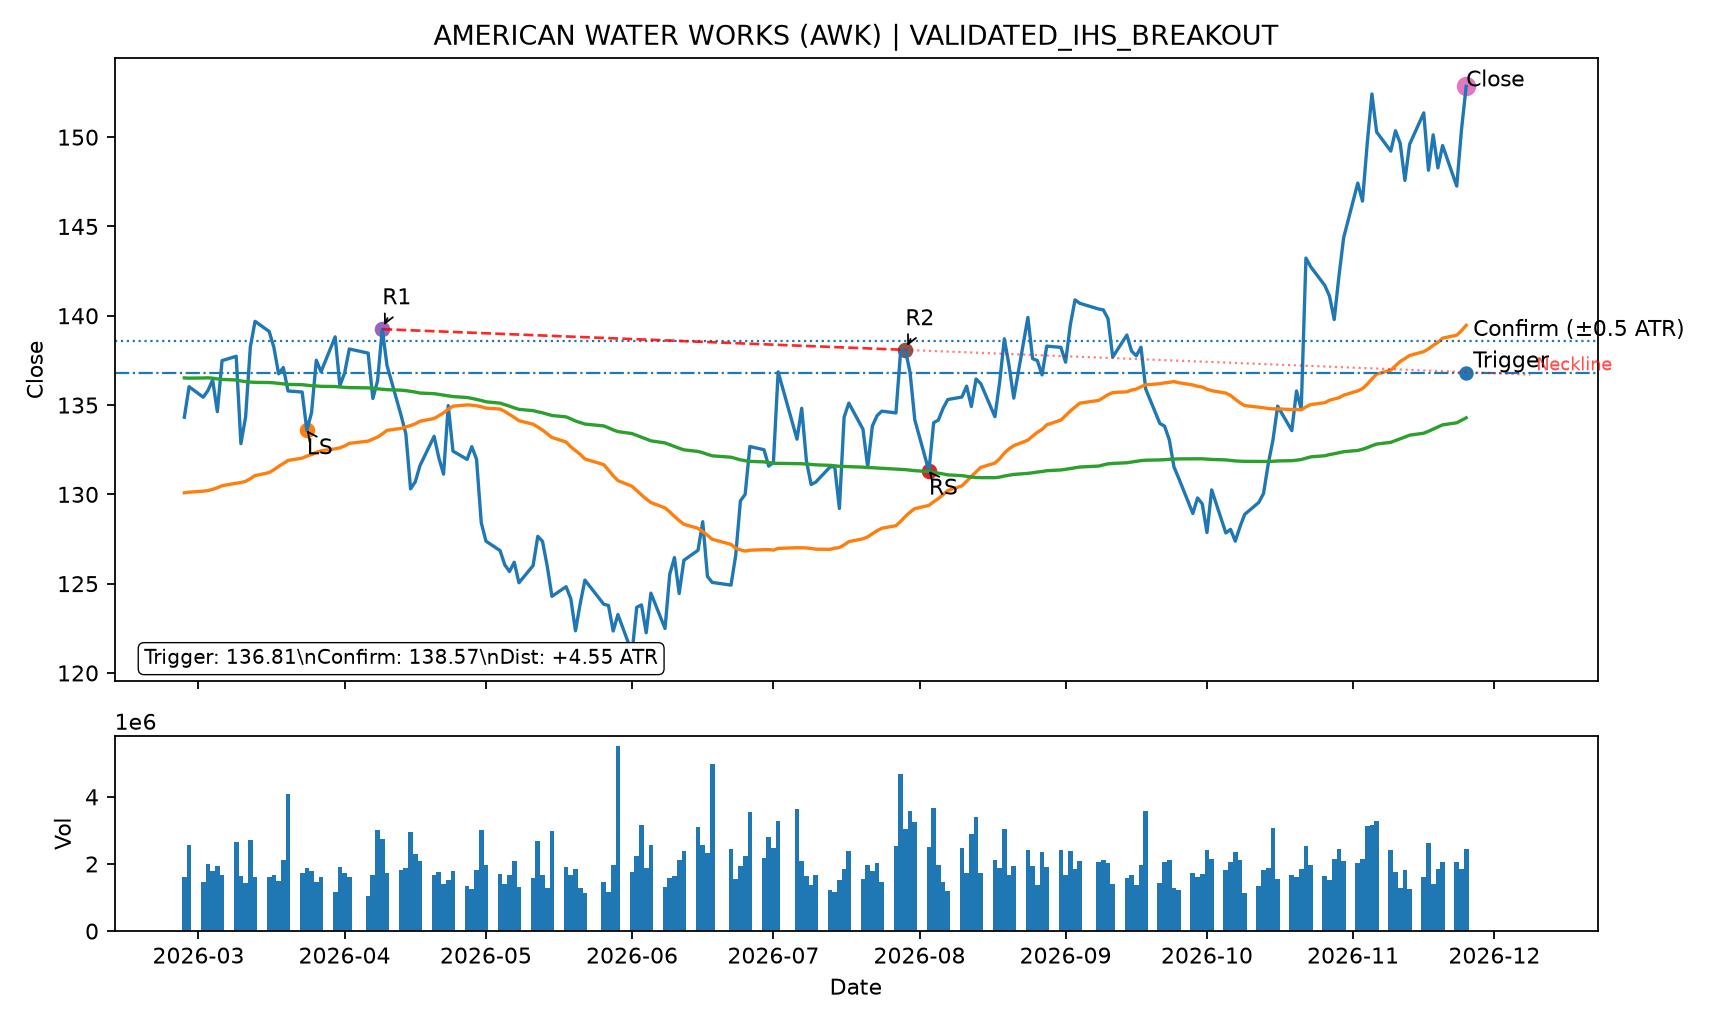 AMERICAN WATER WORKS (AWK) | VALIDATED_IHS_BREAKOUT
Close
150
145
140
135
130
125
120
Close
R1
R2
LS
RS
Confirm (±0.5 ATR)
Trigger
Neckline
Trigger: 136.81\nConfirm: 138.57\nDist: +4.55 ATR
1e6
Vol
4
2
0
2026-03 2026-04 2026-05 2026-06 2026-07 2026-08 2026-09 2026-10 2026-11 2026-12
Date